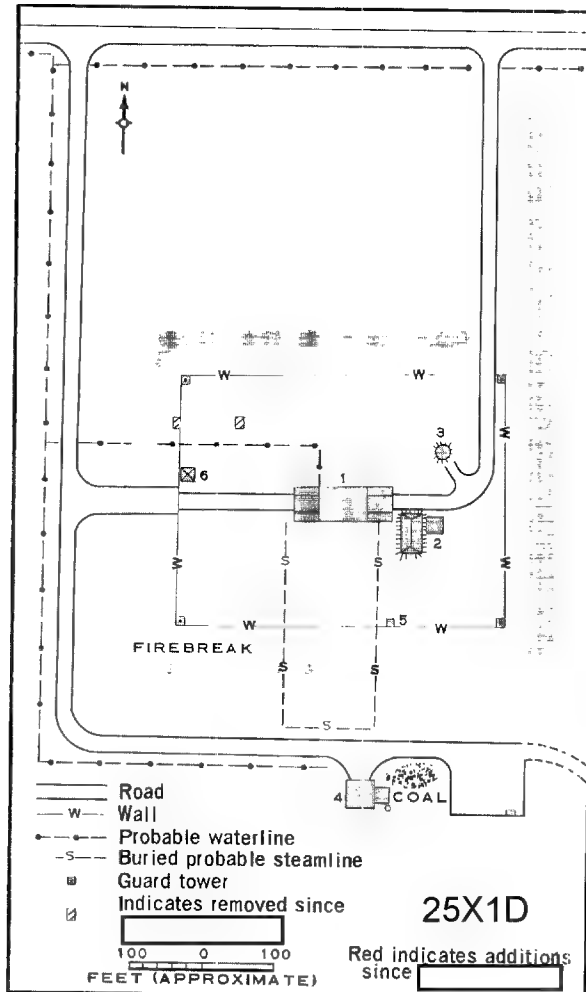 N
W W
3
W
6
1
2
S S
W W
5
W W
FIREBREAK
S S
S
4 COAL
Road
W Wall
Probable waterline
S Buried probable steamline
Guard tower
Indicates removed since
25X1D
100 0 100
FEET (APPROXIMATE)
Red indicates additions
since